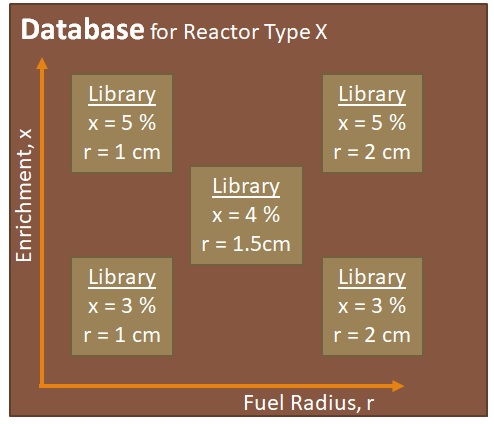 Database for Reactor Type X
Enrichment, x
Library
x = 5 %
r = 1 cm
Library
x = 5 %
r = 2 cm
Library
x = 4 %
r = 1.5cm
Library
x = 3 %
r = 1 cm
Library
x = 3 %
r = 2 cm
Fuel Radius, r